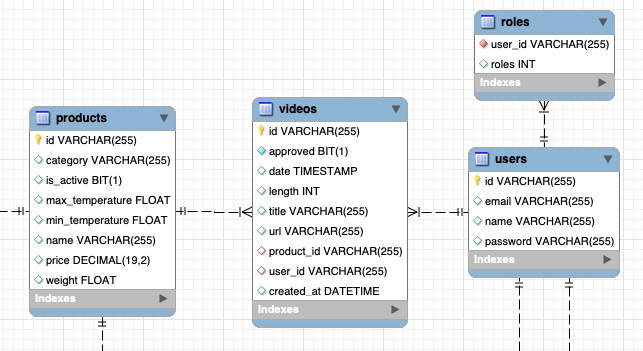 roles
user_id VARCHAR(255)
roles INT
Indexes
products
id VARCHAR(255)
category VARCHAR(255)
is_active BIT(1)
max_temperature FLOAT
min_temperature FLOAT
name VARCHAR(255)
price DECIMAL(19,2)
weight FLOAT
Indexes
videos
id VARCHAR(255)
approved BIT(1)
date TIMESTAMP
length INT
title VARCHAR(255)
url VARCHAR(255)
product_id VARCHAR(255)
user_id VARCHAR(255)
created_at DATETIME
Indexes
users
id VARCHAR(255)
email VARCHAR(255)
name VARCHAR(255)
password VARCHAR(255)
Indexes